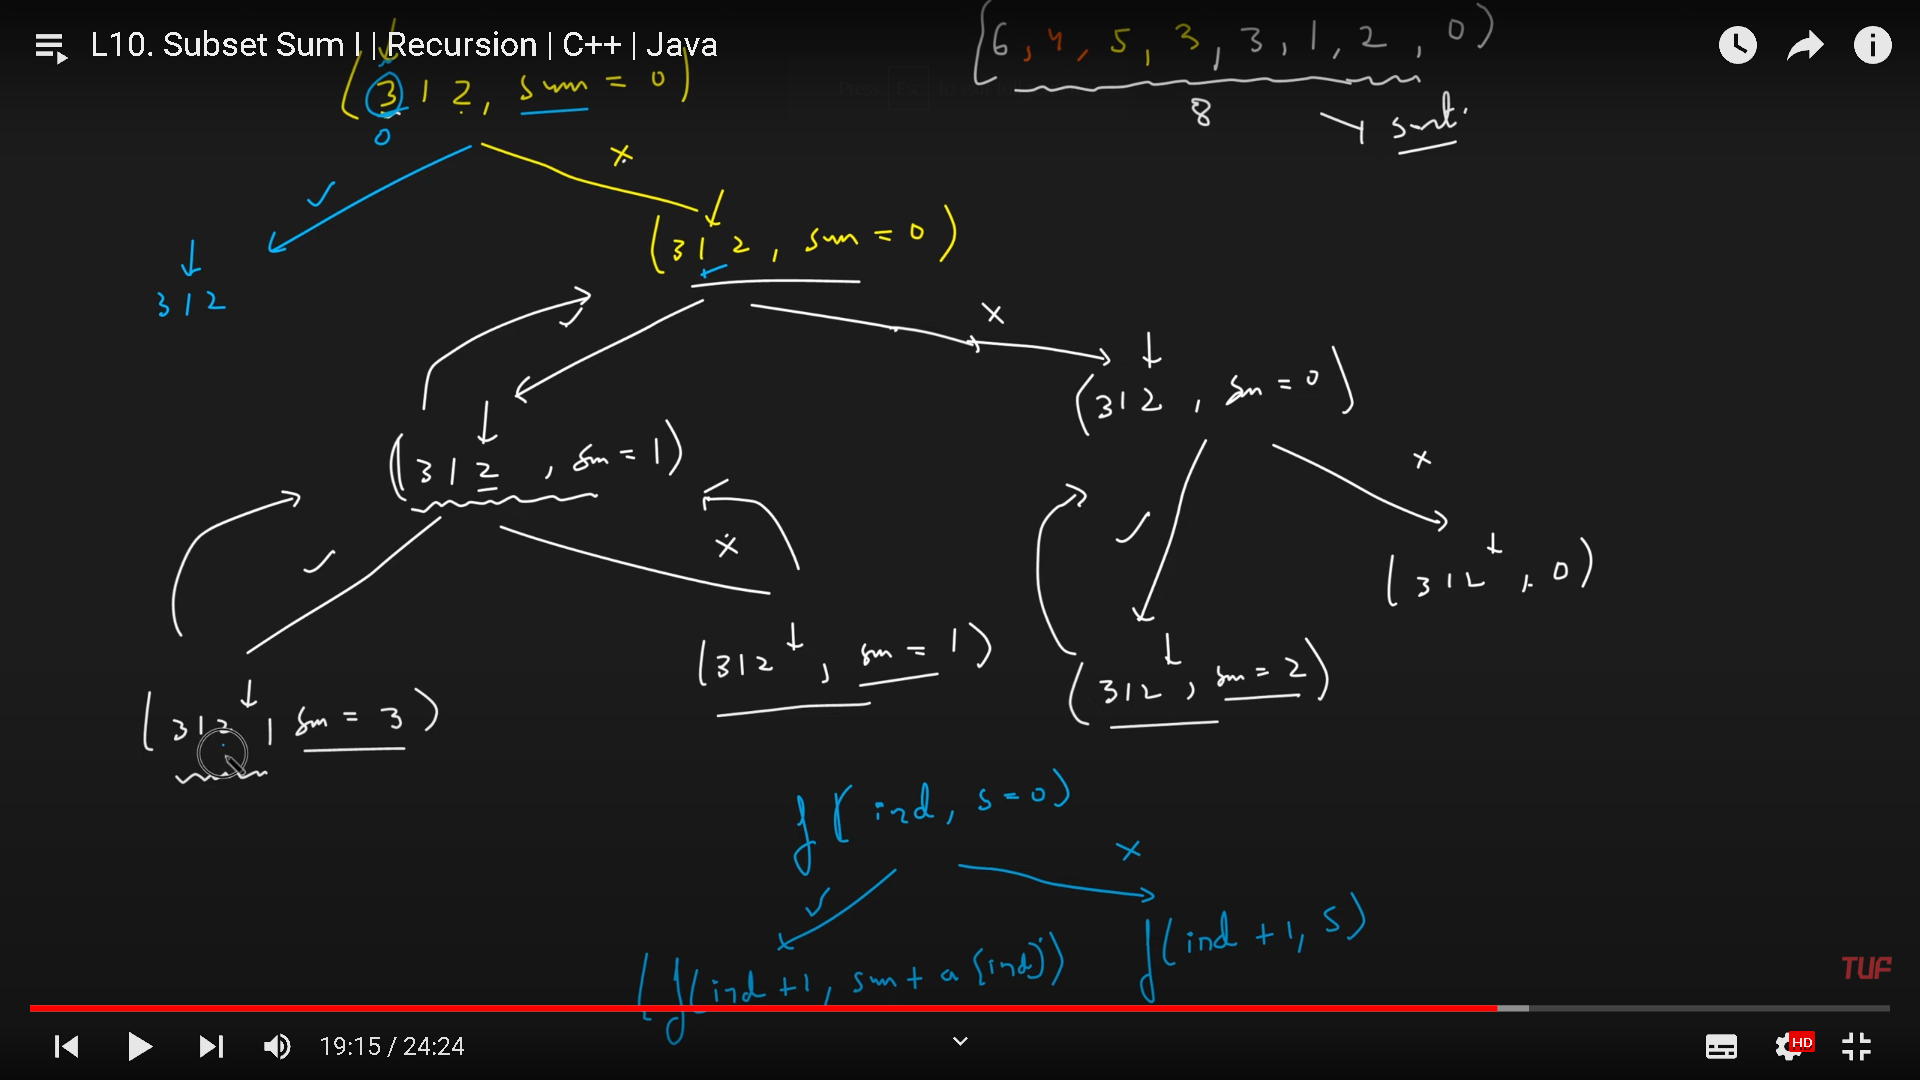 L10. Subset Sum I | Recursion | C++ | Java
(3 1 2, sum = 0)
[6, 4, 5, 3, 3, 1, 2, 0)
0
8
sort.
(3 1 2, sum = 0)
3 1 2
(3 1 2, sum = 0)
(3 1 2, sum = 1)
(3 1 2, 0)
(3 1 2, sum = 1)
(3 1 2, sum = 2)
(3 1 2, sum = 3)
f(ind, s=0)
f(ind+1, s)
(f(ind+1, sum + a[ind]))
TUF
19:15 / 24:24
HD